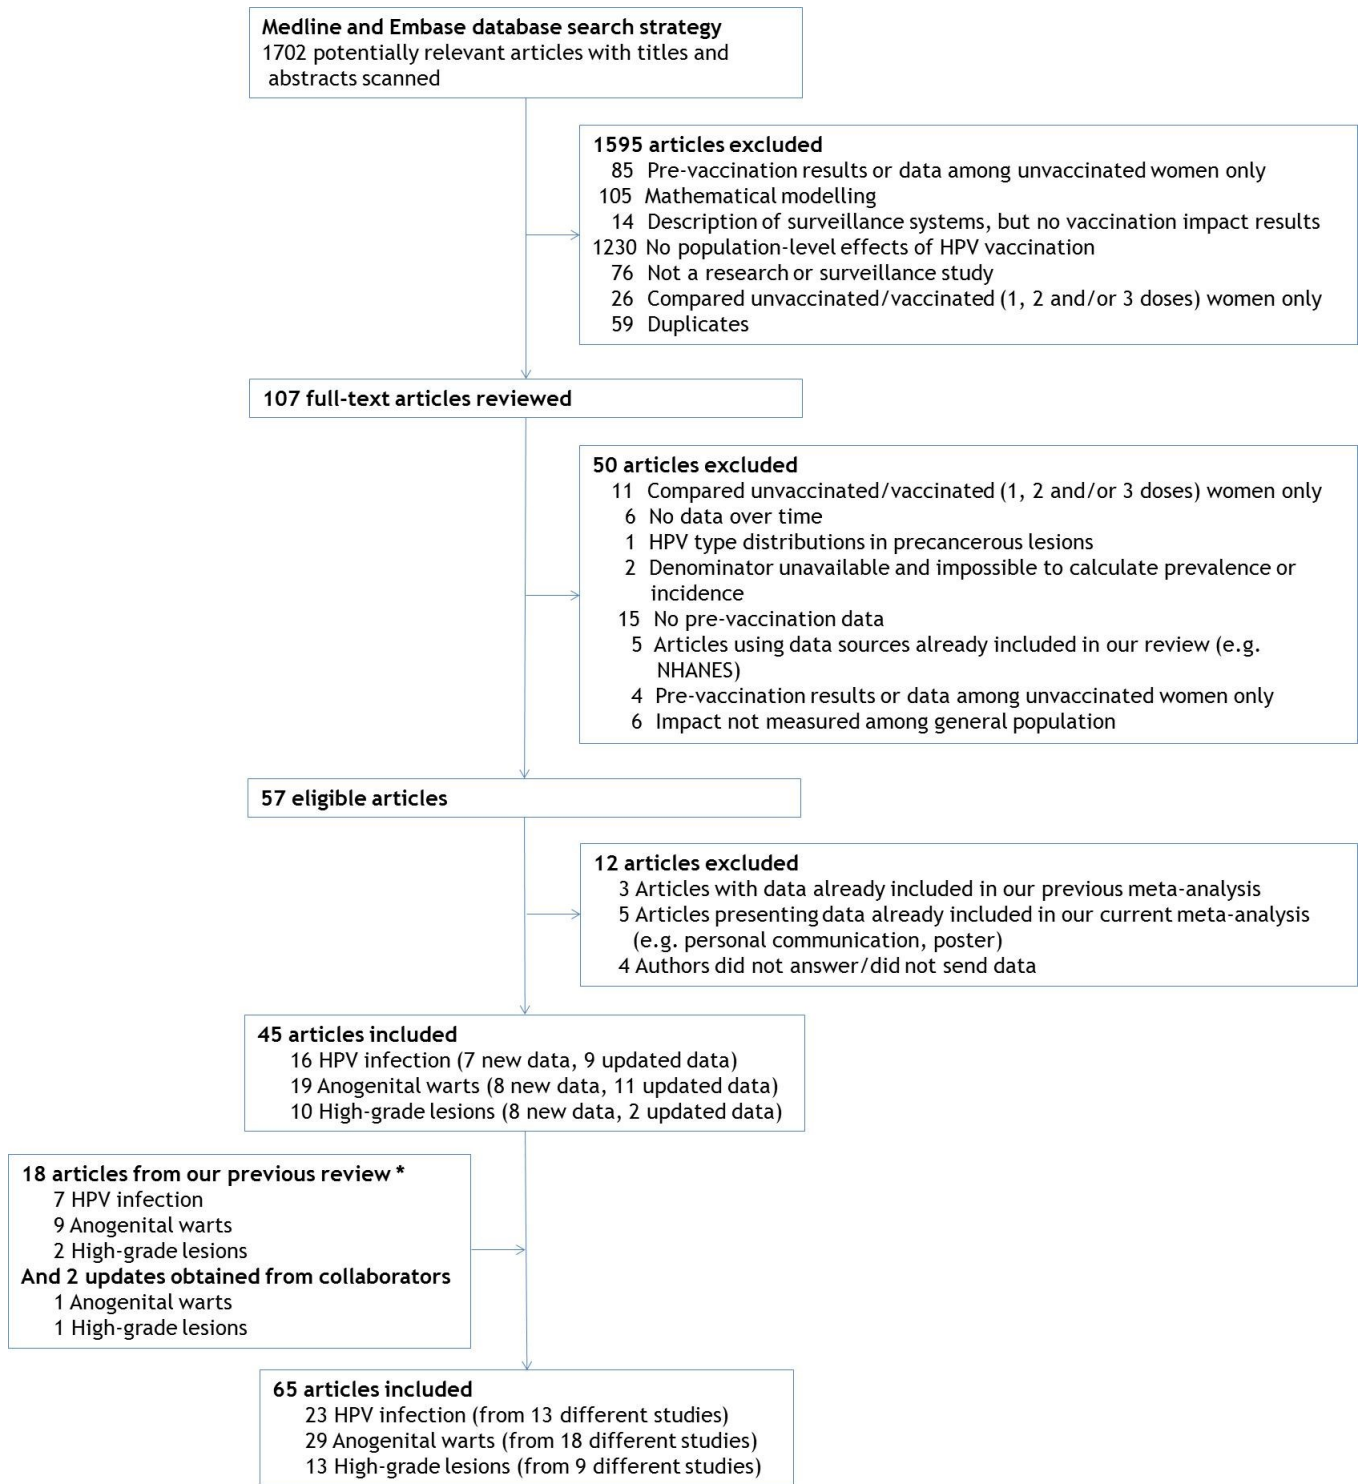 Medline and Embase database search strategy
1702 potentially relevant articles with titles and
abstracts scanned
1595 articles excluded
85 Pre-vaccination results or data among unvaccinated women only
105 Mathematical modelling
14 Description of surveillance systems, but no vaccination impact results
1230 No population-level effects of HPV vaccination
76 Not a research or surveillance study
26 Compared unvaccinated/vaccinated (1, 2 and/or 3 doses) women only
59 Duplicates
107 full-text articles reviewed
50 articles excluded
11 Compared unvaccinated/vaccinated (1, 2 and/or 3 doses) women only
6 No data over time
1 HPV type distributions in precancerous lesions
2 Denominator unavailable and impossible to calculate prevalence or
incidence
15 No pre-vaccination data
5 Articles using data sources already included in our review (e.g.
NHANES)
4 Pre-vaccination results or data among unvaccinated women only
6 Impact not measured among general population
57 eligible articles
12 articles excluded
3 Articles with data already included in our previous meta-analysis
5 Articles presenting data already included in our current meta-analysis
(e.g. personal communication, poster)
4 Authors did not answer/did not send data
45 articles included
16 HPV infection (7 new data, 9 updated data)
19 Anogenital warts (8 new data, 11 updated data)
10 High-grade lesions (8 new data, 2 updated data)
18 articles from our previous review *
7 HPV infection
9 Anogenital warts
2 High-grade lesions
And 2 updates obtained from collaborators
1 Anogenital warts
1 High-grade lesions
65 articles included
23 HPV infection (from 13 different studies)
29 Anogenital warts (from 18 different studies)
13 High-grade lesions (from 9 different studies)